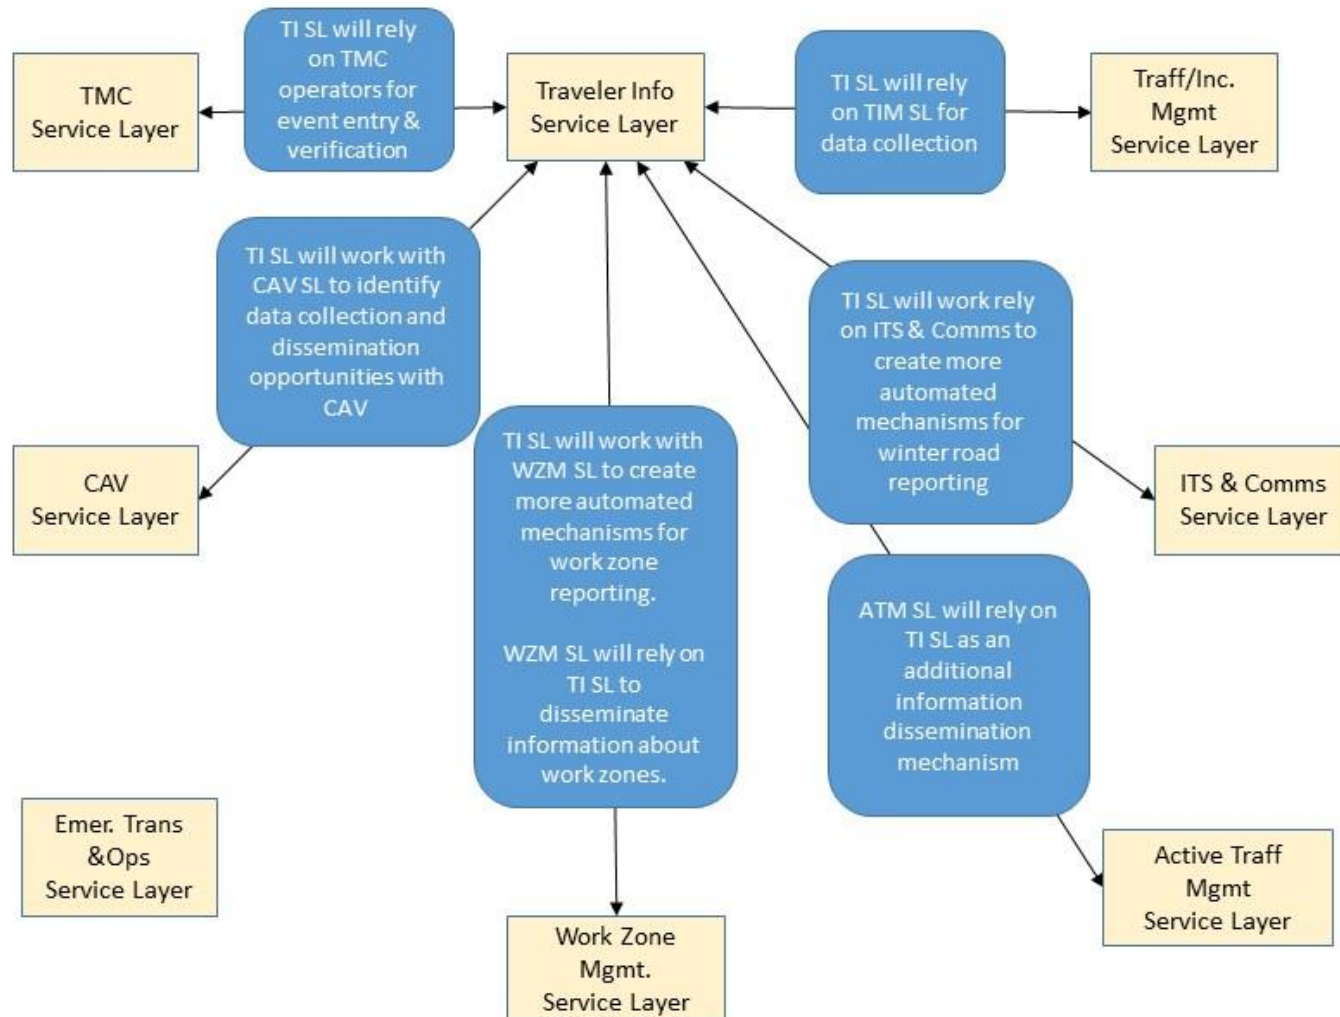 TI SL will rely
on TMC
operators for
event entry &
verification
TMC
Service Layer
Traveler Info
Service Layer
TI SL will rely
on TIM SL for
data collection
Traff/Inc.
Mgmt
Service Layer
TI SL will work with
CAV SL to identify
data collection and
dissemination
opportunities with
CAV
TI SL will work rely
on ITS & Comms to
create more
automated
mechanisms for
winter road
reporting
CAV
Service Layer
TI SL will work with
WZM SL to create
more automated
mechanisms for
work zone
reporting.
WZM SL will rely on
TI SL to
disseminate
information about
work zones.
ITS & Comms
Service Layer
ATM SL will rely on
TI SL as an
additional
information
dissemination
mechanism
Emer. Trans
&Ops
Service Layer
Active Traff
Mgmt
Service Layer
Work Zone
Mgmt.
Service Layer